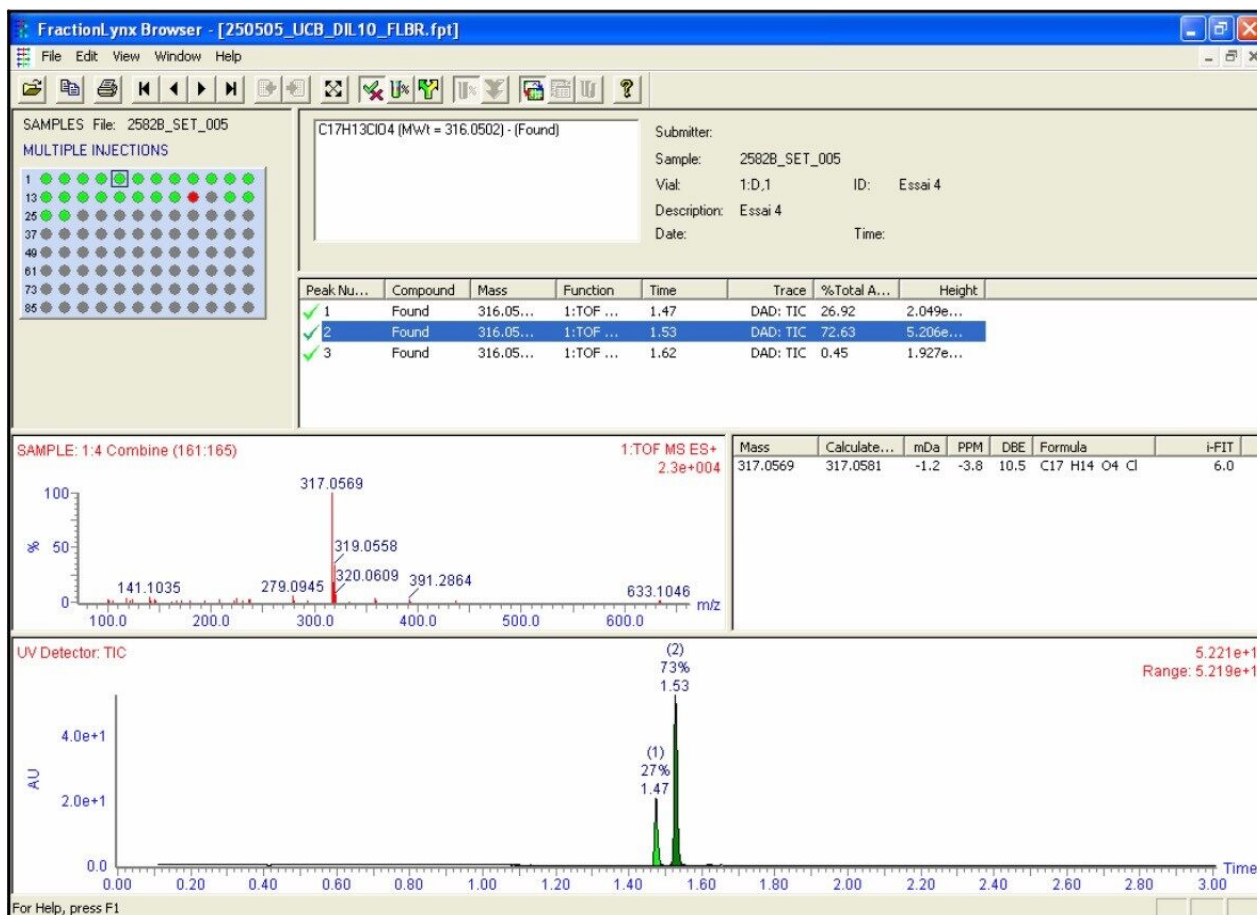 FractionLynx Browser - [250505_UCB_DIL10_FLBR.fpt]
File Edit View Window Help
SAMPLES File: 2582B_SET_005
MULTIPLE INJECTIONS
1
13
25
37
49
61
73
85
C17H13ClO4 (MWt = 316.0502) - (Found)
Submitter:
Sample: 2582B_SET_005
Vial: 1:D,1 ID: Essai 4
Description: Essai 4
Date: Time:
Peak Nu... Compound Mass Function Time Trace %Total A... Height
1 Found 316.05... 1:TOF ... 1.47 DAD: TIC 26.92 2.049e...
2 Found 316.05... 1:TOF ... 1.53 DAD: TIC 72.63 5.206e...
3 Found 316.05... 1:TOF ... 1.62 DAD: TIC 0.45 1.927e...
SAMPLE: 1:4 Combine (161:165) 1:TOF MS ES+
2.3e+004
317.0569
100
%
50
319.0558
320.0609
141.1035 279.0945 391.2864 633.1046
0
m/z
100.0 200.0 300.0 400.0 500.0 600.0
Mass Calculate... mDa PPM DBE Formula i-FIT
317.0569 317.0581 -1.2 -3.8 10.5 C17 H14 O4 Cl 6.0
UV Detector: TIC 5.221e+1
Range: 5.219e+1
(2)
73%
1.53
4.0e+1
(1)
27%
1.47
AU
2.0e+1
0.0
Time
0.00 0.20 0.40 0.60 0.80 1.00 1.20 1.40 1.60 1.80 2.00 2.20 2.40 2.60 2.80 3.00
For Help, press F1